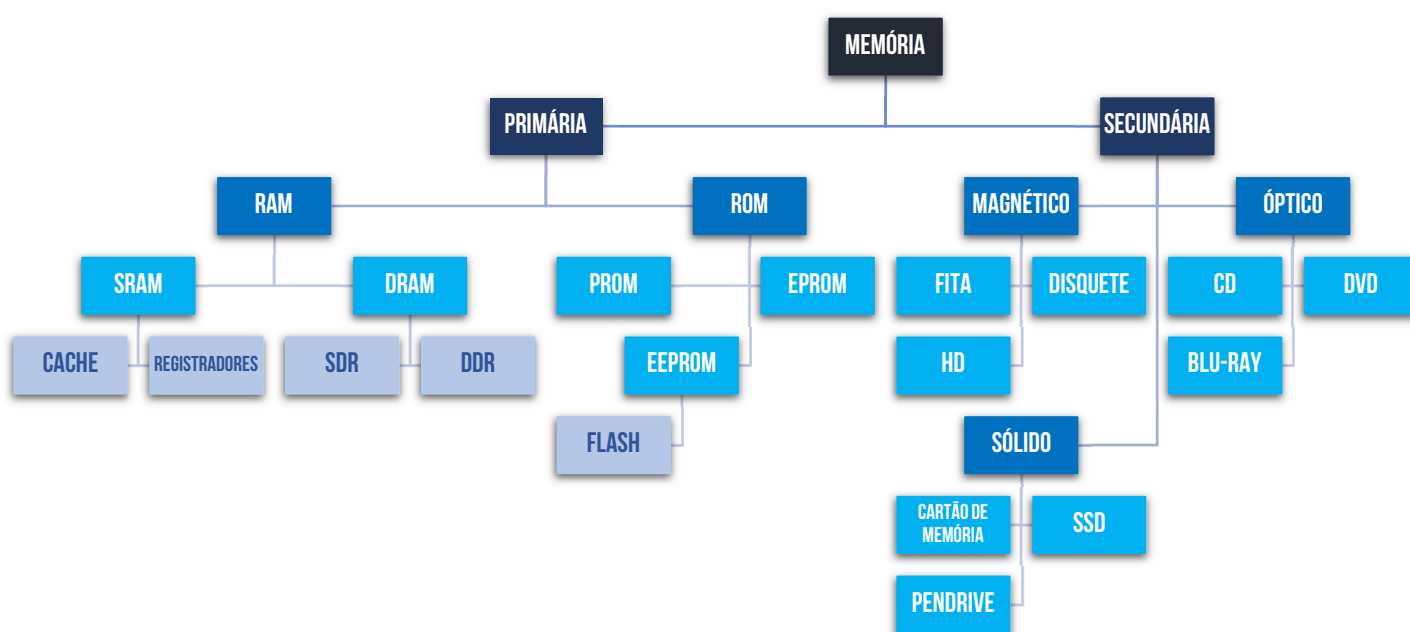 MEMÓRIA
PRIMÁRIA
SECUNDÁRIA
RAM
ROM
MAGNÉTICO
ÓPTICO
SRAM
DRAM
PROM
EPROM
FITA
DISQUETE
CD
DVD
CACHE
REGISTRADORES
SDR
DDR
EEPROM
HD
BLU-RAY
FLASH
SÓLIDO
CARTÃO DE
MEMÓRIA
SSD
PENDRIVE